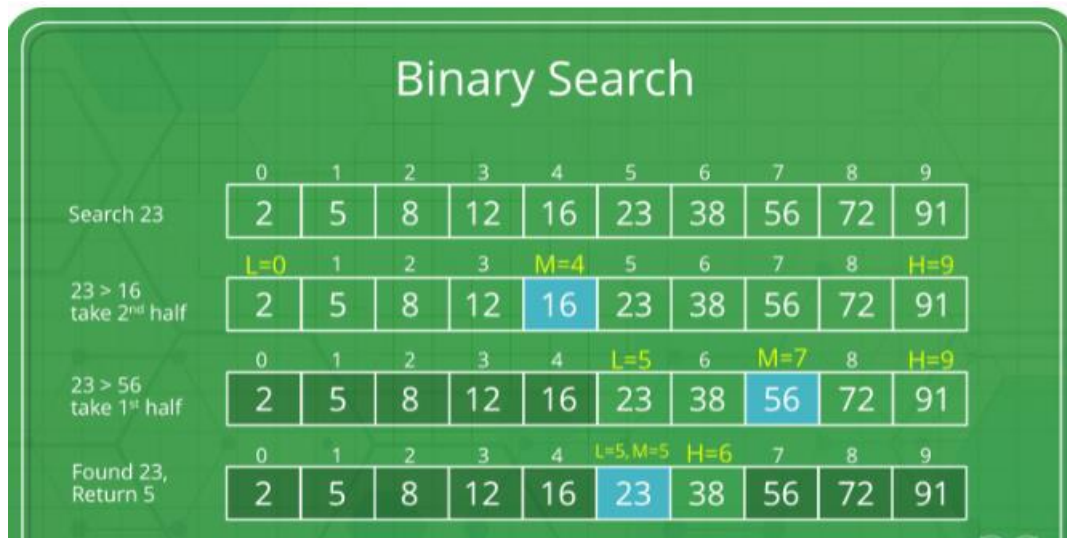 Binary Search
0 1 2 3 4 5 6 7 8 9
Search 23 2 5 8 12 16 23 38 56 72 91
L=0 1 2 3 M=4 5 6 7 8 H=9
23 > 16
take 2nd half 2 5 8 12 16 23 38 56 72 91
0 1 2 3 4 L=5 6 M=7 8 H=9
23 > 56
take 1st half 2 5 8 12 16 23 38 56 72 91
0 1 2 3 4 L=5, M=5 H=6 7 8 9
Found 23,
Return 5 2 5 8 12 16 23 38 56 72 91